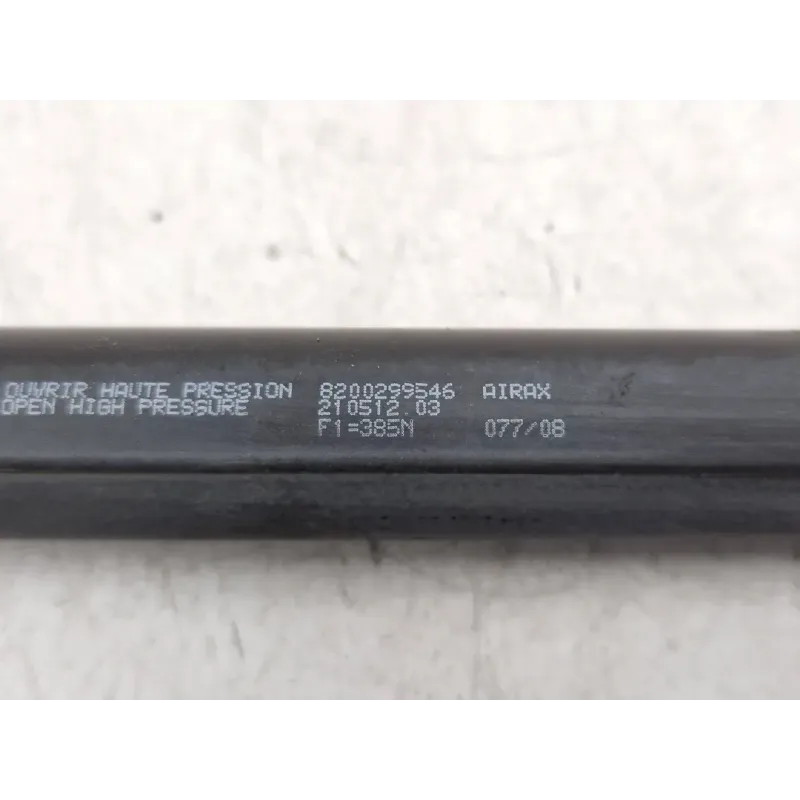 OUVRIR HAUTE PRESSION 8200299546 AIRAX
OPEN HIGH PRESSURE 210512.03
F1=385N 077/08